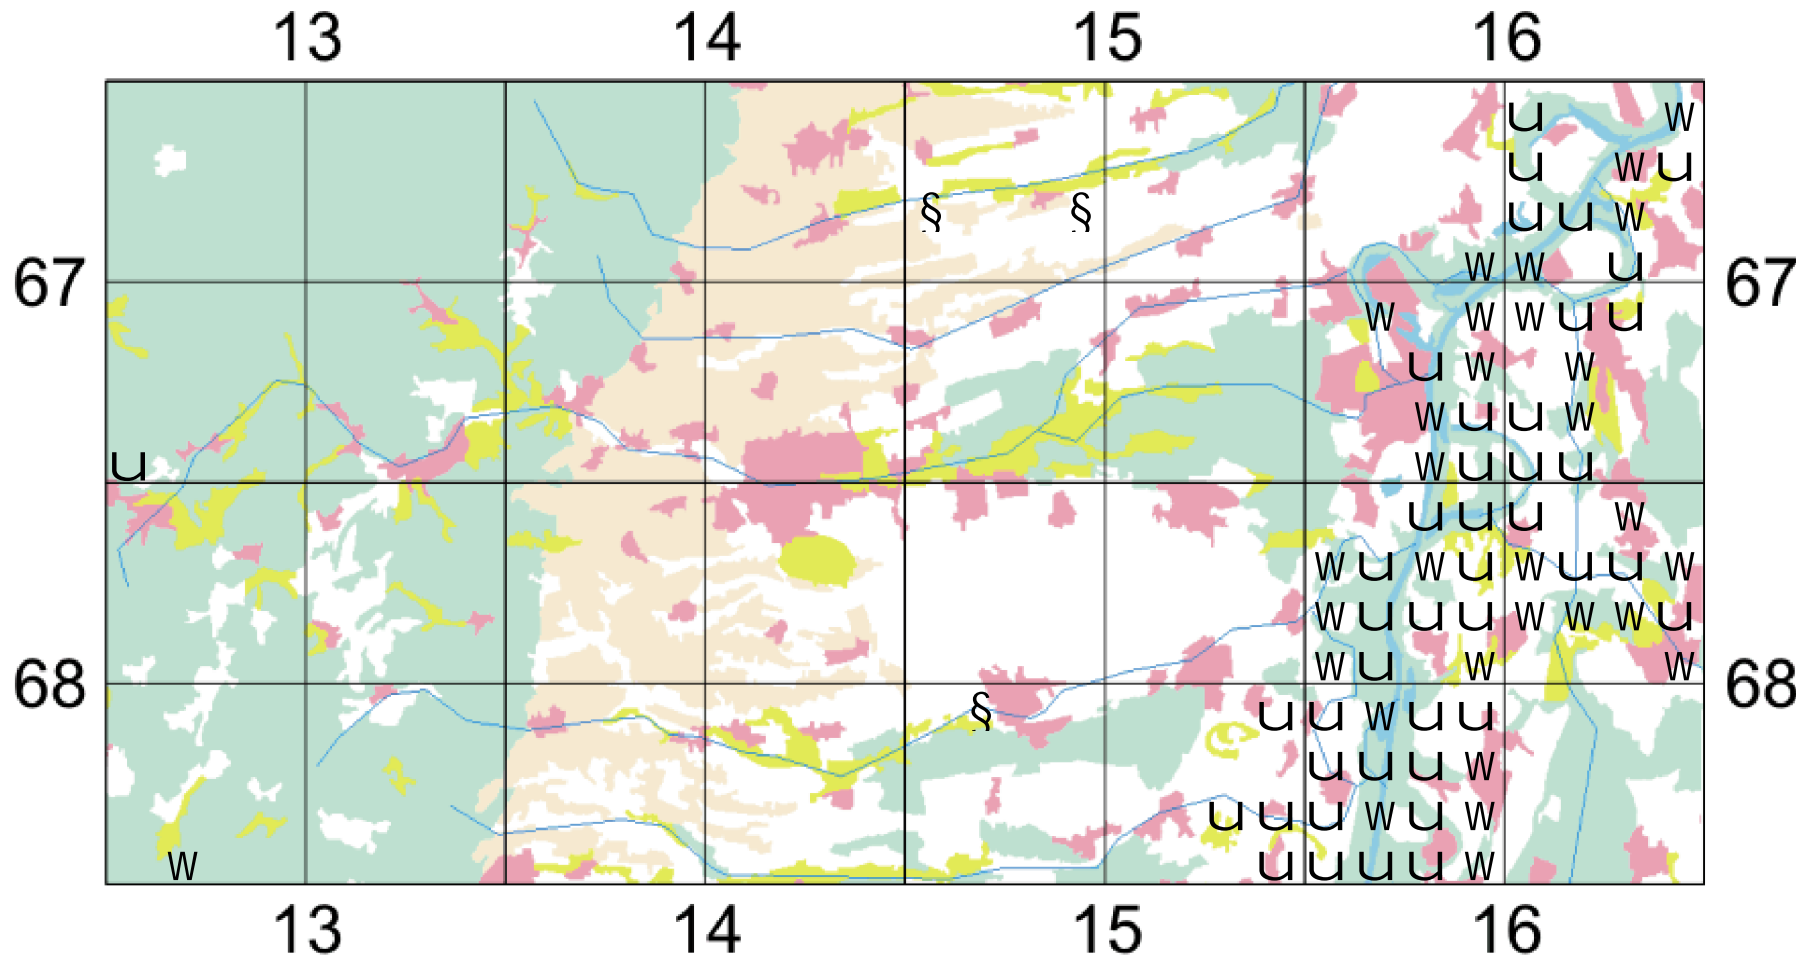 13 14 15 16
u w
u w u
§ § u u w
67 w w u 67
w w w u u
u w w
w u u w
u w u u u
u u u w
w u w u w u u w
w u u u w w w u
w u w w
68 68
§ u u w u u
u u u w
u u u w u w
w u u u u w
13 14 15 16